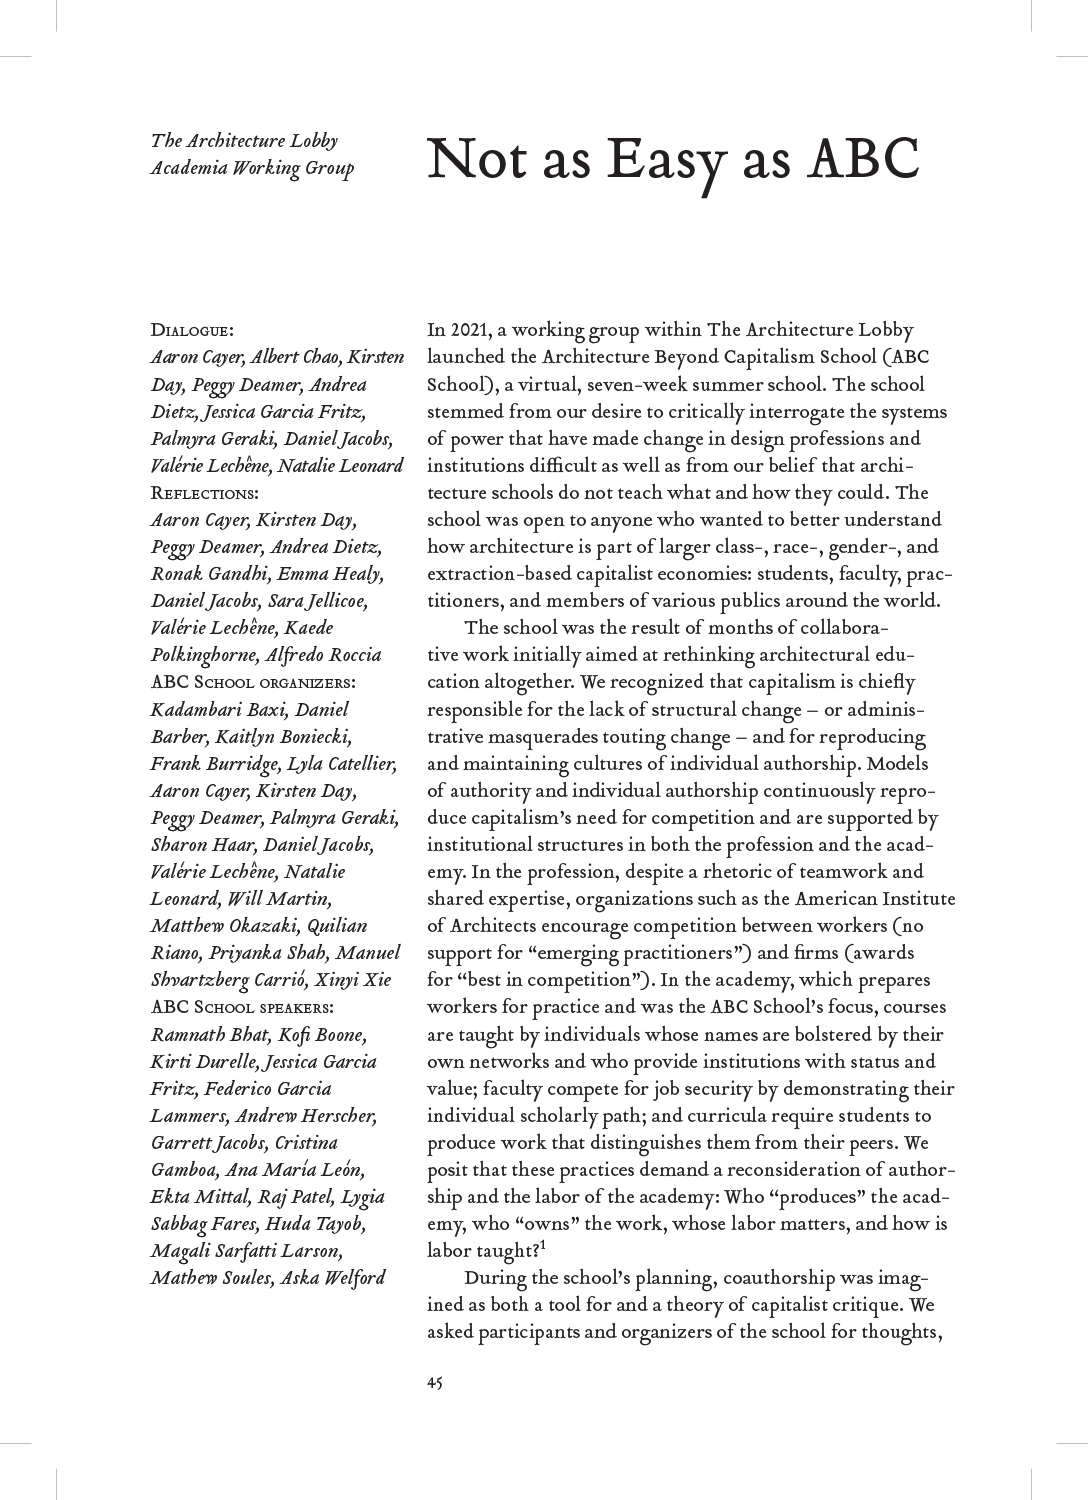 The Architecture Lobby
Academia Working Group
Not as Easy as ABC
Dialogue:
Aaron Cayer, Albert Chao, Kirsten
Day, Peggy Deamer, Andrea
Dietz, Jessica Garcia Fritz,
Palmyra Geraki, Daniel Jacobs,
Valérie Lechêne, Natalie Leonard
Reflections:
Aaron Cayer, Kirsten Day,
Peggy Deamer, Andrea Dietz,
Ronak Gandhi, Emma Healy,
Daniel Jacobs, Sara Jellicoe,
Valérie Lechêne, Kaede
Polkinghorne, Alfredo Roccia
ABC School organizers:
Kadambari Baxi, Daniel
Barber, Kaitlyn Boniecki,
Frank Burridge, Lyla Catellier,
Aaron Cayer, Kirsten Day,
Peggy Deamer, Palmyra Geraki,
Sharon Haar, Daniel Jacobs,
Valérie Lechêne, Natalie
Leonard, Will Martin,
Matthew Okazaki, Quilian
Riano, Priyanka Shah, Manuel
Shvartzberg Carrió, Xinyi Xie
ABC School speakers:
Ramnath Bhat, Kofi Boone,
Kirti Durelle, Jessica Garcia
Fritz, Federico Garcia
Lammers, Andrew Herscher,
Garrett Jacobs, Cristina
Gamboa, Ana María León,
Ekta Mittal, Raj Patel, Lygia
Sabbag Fares, Huda Tayob,
Magali Sarfatti Larson,
Mathew Soules, Aska Welford
In 2021, a working group within The Architecture Lobby
launched the Architecture Beyond Capitalism School (ABC
School), a virtual, seven-week summer school. The school
stemmed from our desire to critically interrogate the systems
of power that have made change in design professions and
institutions difficult as well as from our belief that archi-
tecture schools do not teach what and how they could. The
school was open to anyone who wanted to better understand
how architecture is part of larger class-, race-, gender-, and
extraction-based capitalist economies: students, faculty, prac-
titioners, and members of various publics around the world.
The school was the result of months of collabora-
tive work initially aimed at rethinking architectural edu-
cation altogether. We recognized that capitalism is chiefly
responsible for the lack of structural change – or adminis-
trative masquerades touting change – and for reproducing
and maintaining cultures of individual authorship. Models
of authority and individual authorship continuously repro-
duce capitalism's need for competition and are supported by
institutional structures in both the profession and the acad-
emy. In the profession, despite a rhetoric of teamwork and
shared expertise, organizations such as the American Institute
of Architects encourage competition between workers (no
support for “emerging practitioners”) and firms (awards
for “best in competition”). In the academy, which prepares
workers for practice and was the ABC School's focus, courses
are taught by individuals whose names are bolstered by their
own networks and who provide institutions with status and
value; faculty compete for job security by demonstrating their
individual scholarly path; and curricula require students to
produce work that distinguishes them from their peers. We
posit that these practices demand a reconsideration of author-
ship and the labor of the academy: Who “produces” the acad-
emy, who “owns” the work, whose labor matters, and how is
labor taught?1
During the school's planning, coauthorship was imag-
ined as both a tool for and a theory of capitalist critique. We
asked participants and organizers of the school for thoughts,
45